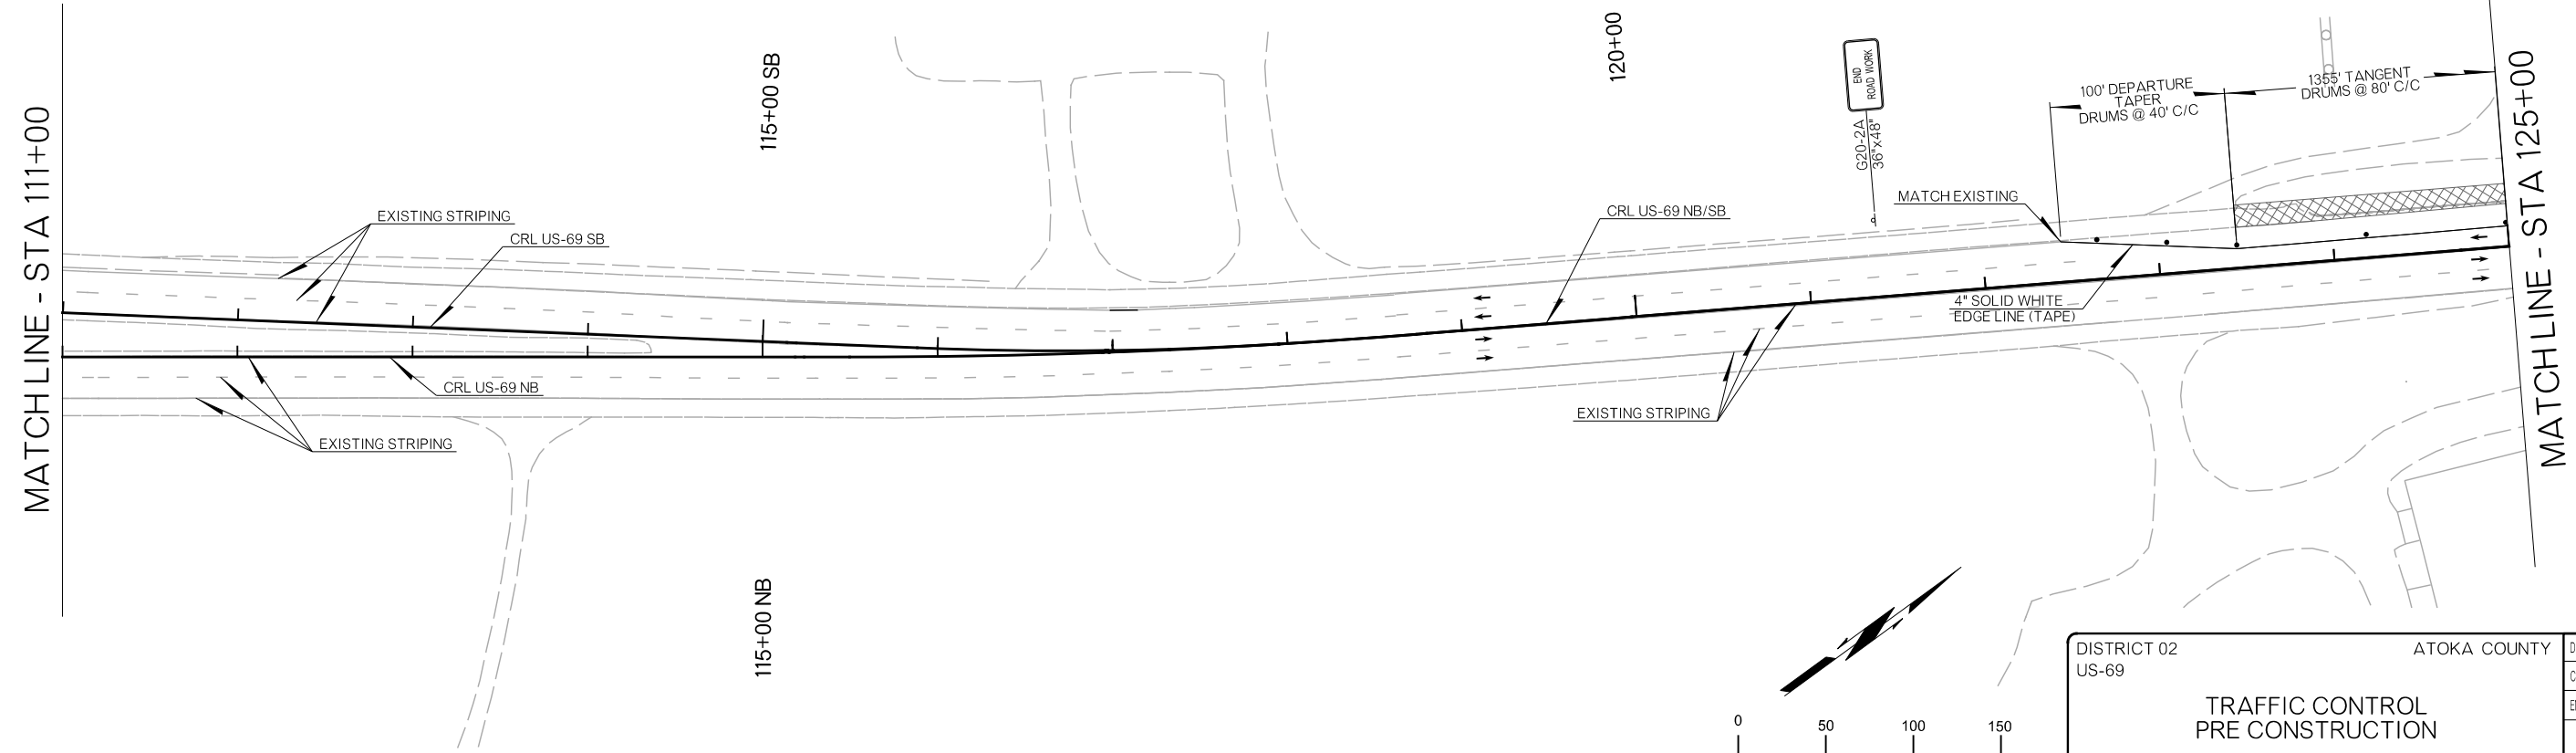 MATCH LINE - STA 111+00
115+00 SB
120+00
END
ROAD WORK
G20-2A
36"x48"
100' DEPARTURE
TAPER
DRUMS @ 40' C/C
1355' TANGENT
DRUMS @ 80' C/C
MATCH LINE - STA 125+00
EXISTING STRIPING
CRL US-69 SB
CRL US-69 NB/SB
MATCH EXISTING
4" SOLID WHITE
EDGE LINE (TAPE)
CRL US-69 NB
EXISTING STRIPING
EXISTING STRIPING
115+00 NB
0 50 100 150
DISTRICT 02 ATOKA COUNTY
US-69
TRAFFIC CONTROL
PRE CONSTRUCTION